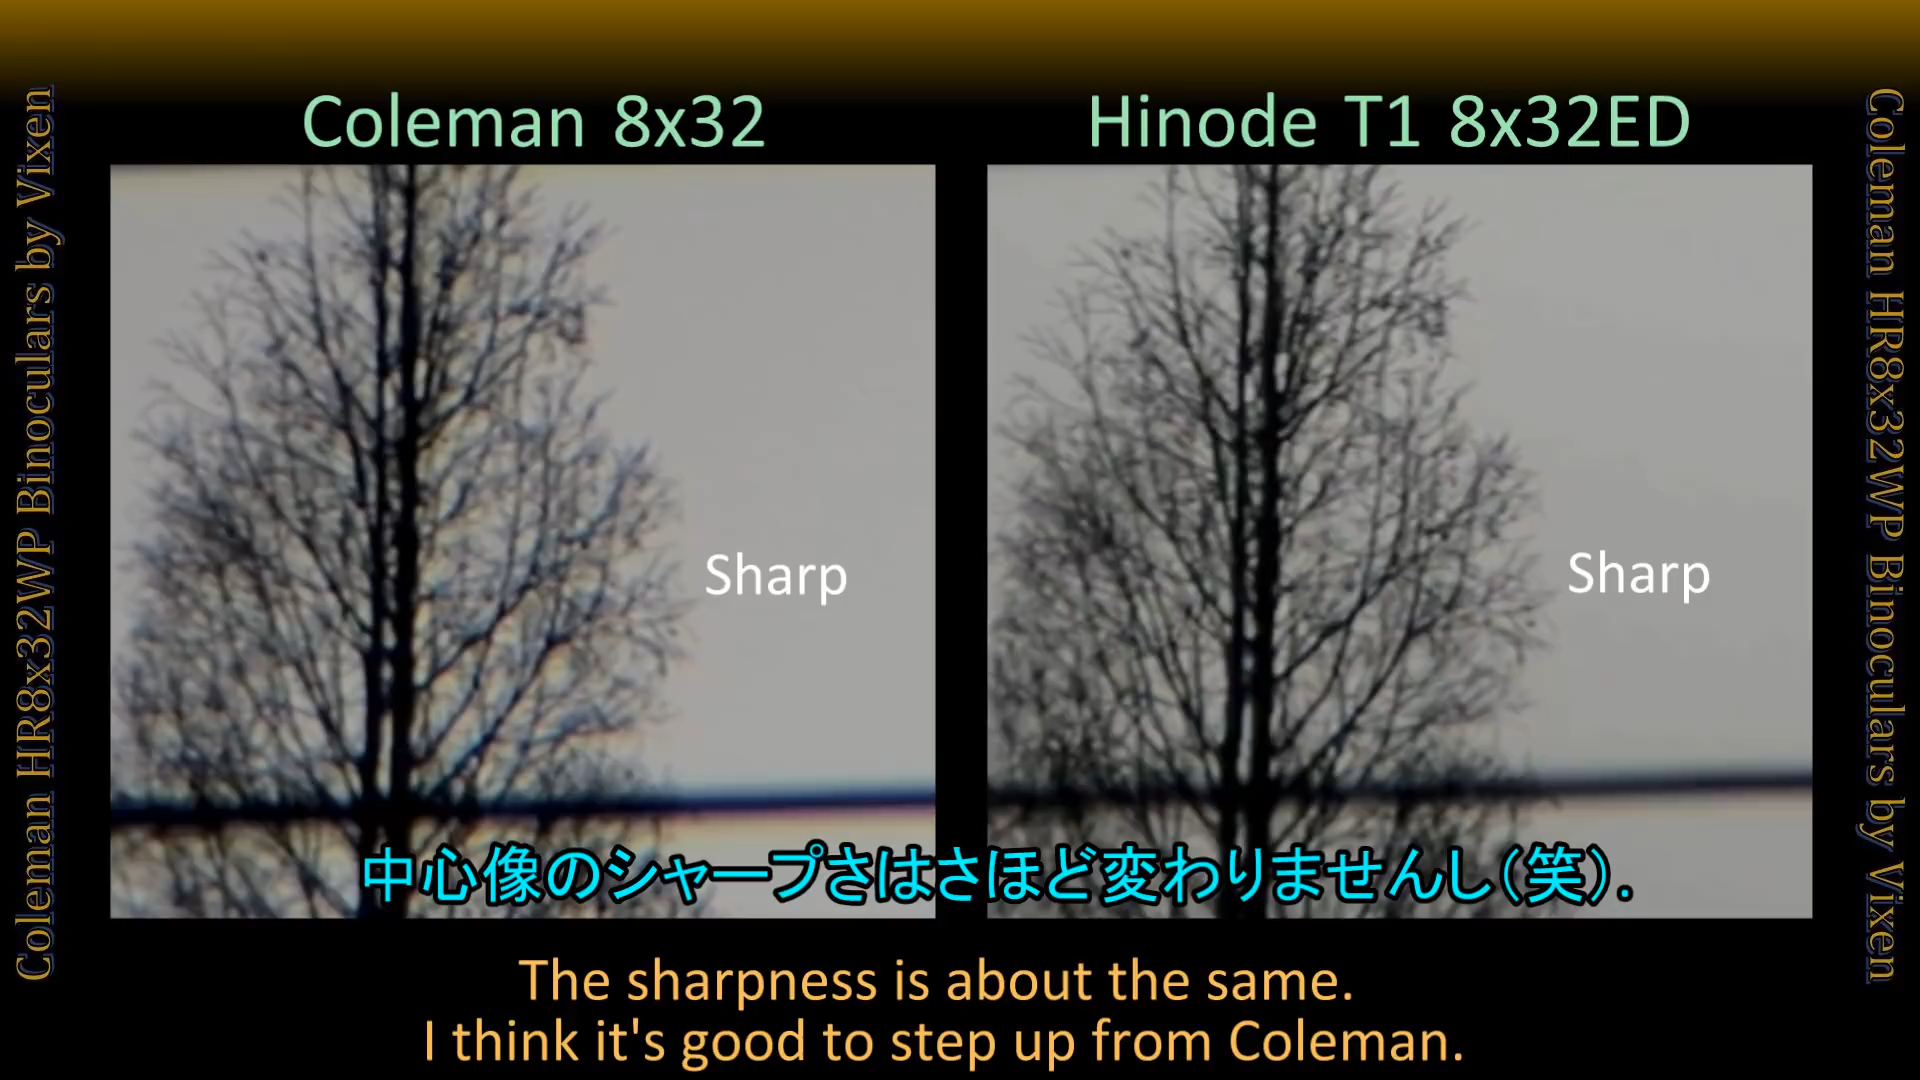 Coleman HR8x32WP Binoculars by Vixen
Coleman 8x32
Hinode T1 8x32ED
Coleman HR8x32WP Binoculars by Vixen
Sharp
Sharp
中心像のシャープさはさほど変わりませんし（笑）.
The sharpness is about the same.
I think it's good to step up from Coleman.